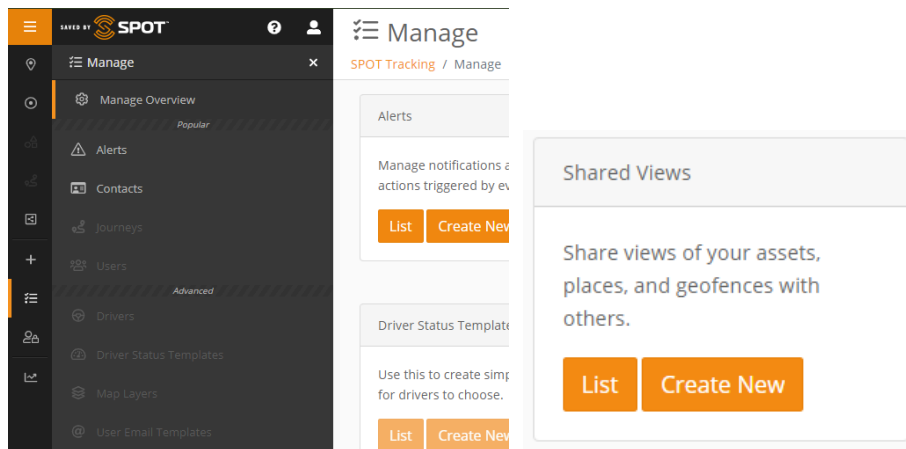 SAVED BY SPOT
Manage
Manage Overview
Popular
Alerts
Contacts
Journeys
Users
Advanced
Drivers
Driver Status Templates
Map Layers
User Email Templates
Manage
SPOT Tracking / Manage
Alerts
Manage notifications a
actions triggered by ev
List Create New
Driver Status Template
Use this to create simp
for drivers to choose.
List Create New
Shared Views
Share views of your assets,
places, and geofences with
others.
List Create New